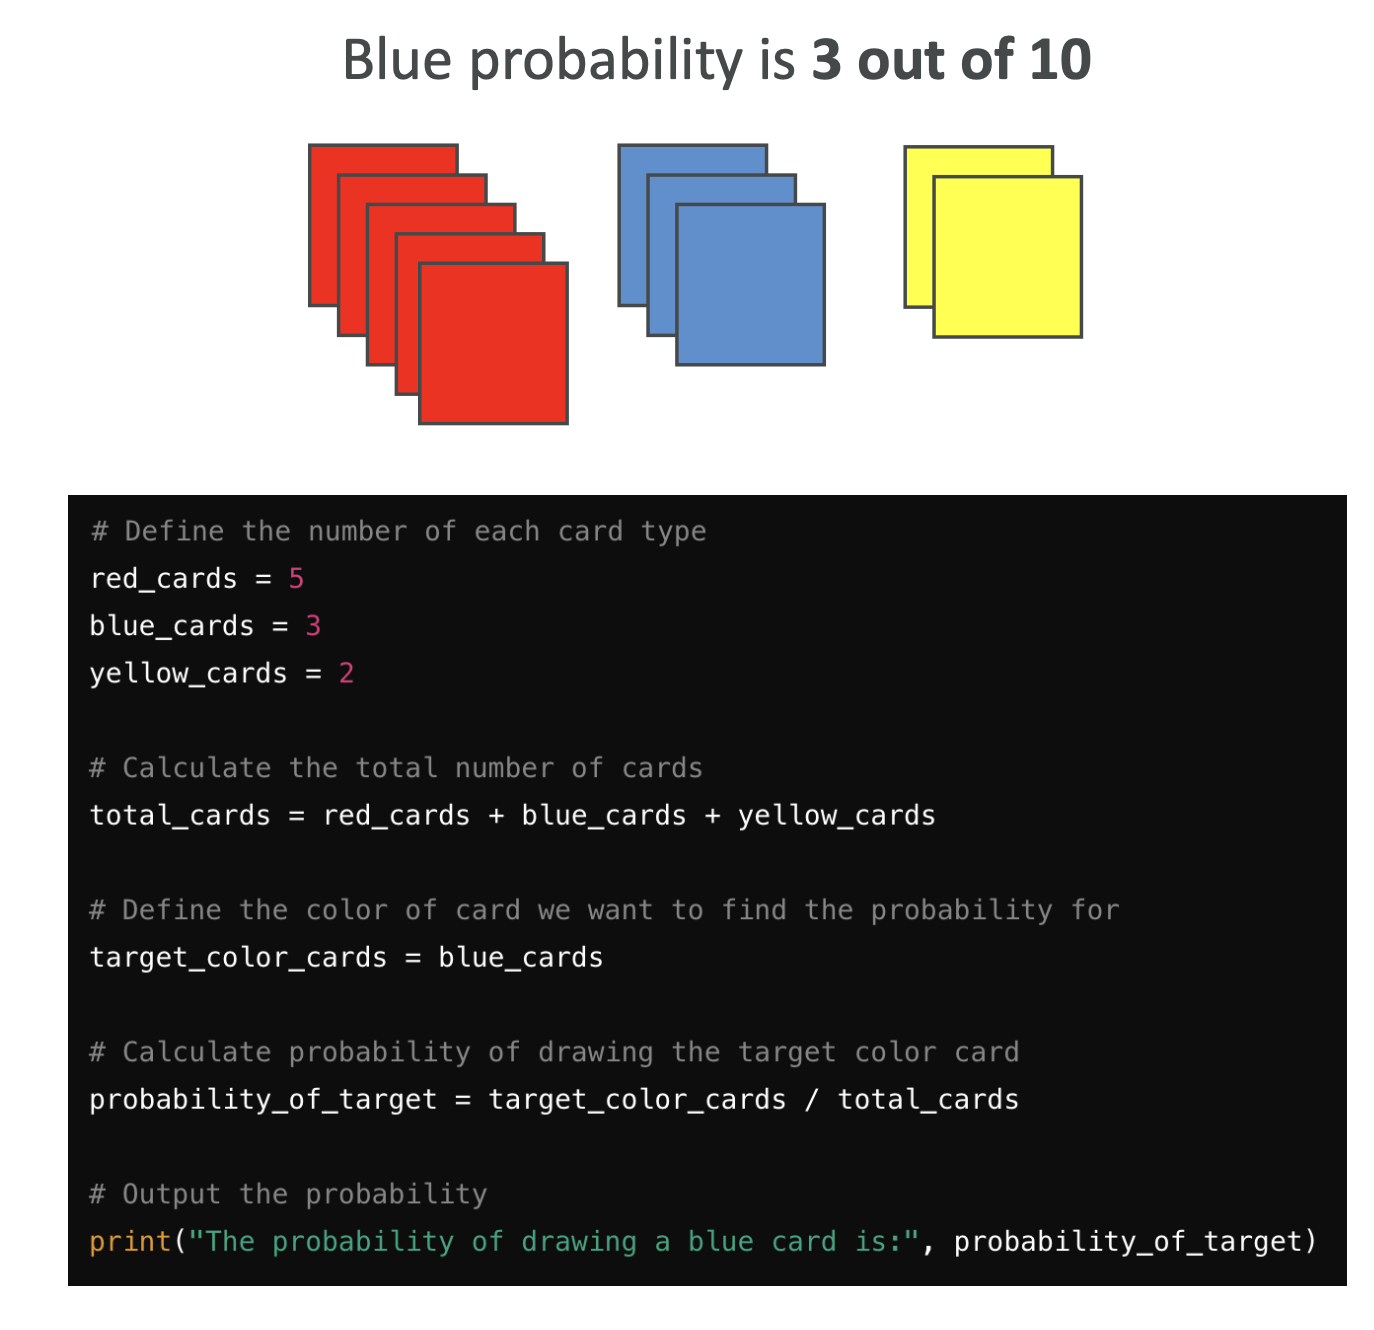 Blue probability is 3 out of 10
# Define the number of each card type
red_cards = 5
blue_cards = 3
yellow_cards = 2
# Calculate the total number of cards
total_cards = red_cards + blue_cards + yellow_cards
# Define the color of card we want to find the probability for
target_color_cards = blue_cards
# Calculate probability of drawing the target color card
probability_of_target = target_color_cards / total_cards
# Output the probability
print("The probability of drawing a blue card is:", probability_of_target)